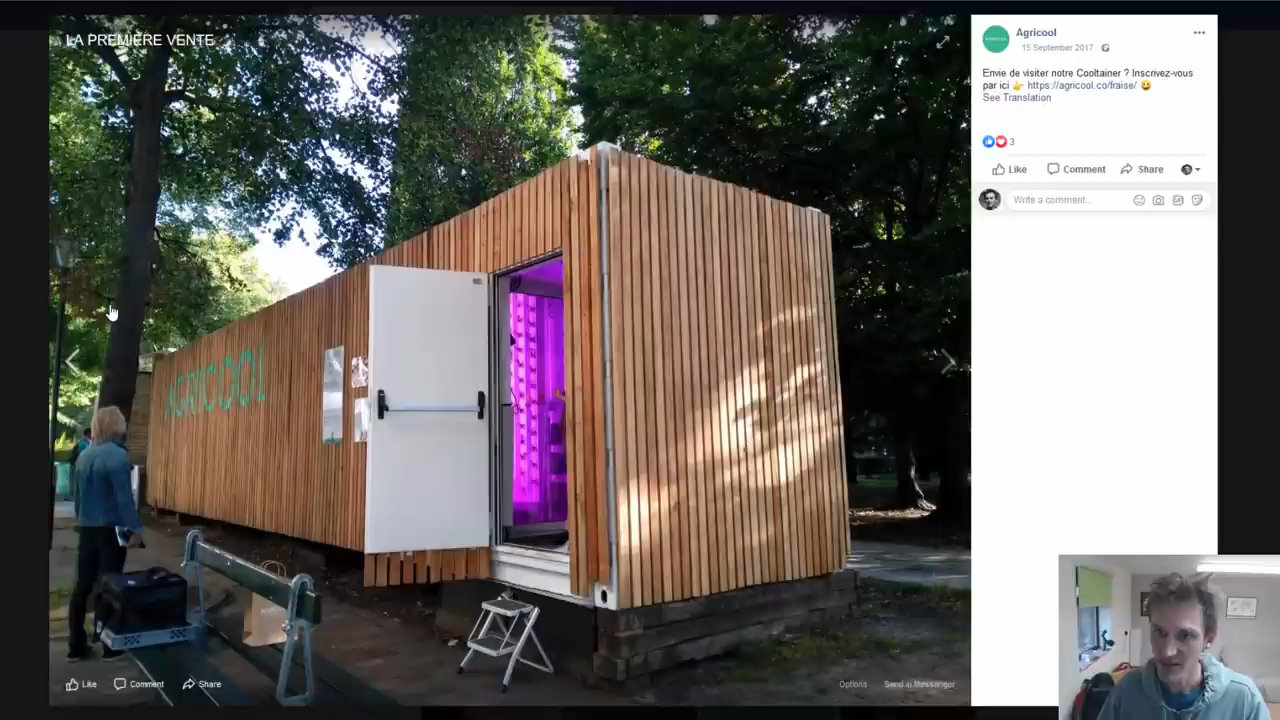 LA PREMIÈRE VENTE
AGRICOOL
Like
Comment
Share
Options
Send in Messenger
Agricool
15 September 2017
Envie de visiter notre Cooltainer ? Inscrivez-vous
par ici 👉 https://agricool.co/fraise/ 😀
See Translation
3
Like
Comment
Share
Write a comment...